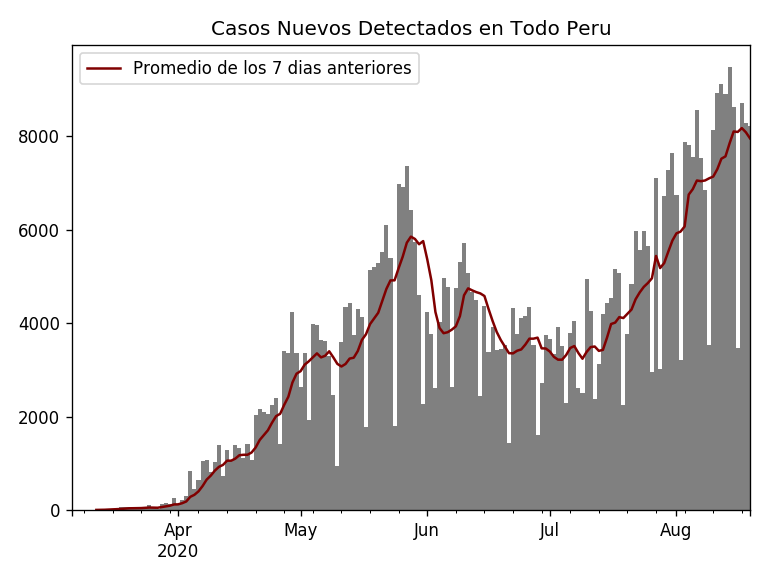 Casos Nuevos Detectados en Todo Peru
Promedio de los 7 dias anteriores
8000
6000
4000
2000
0
Apr
2020
May
Jun
Jul
Aug